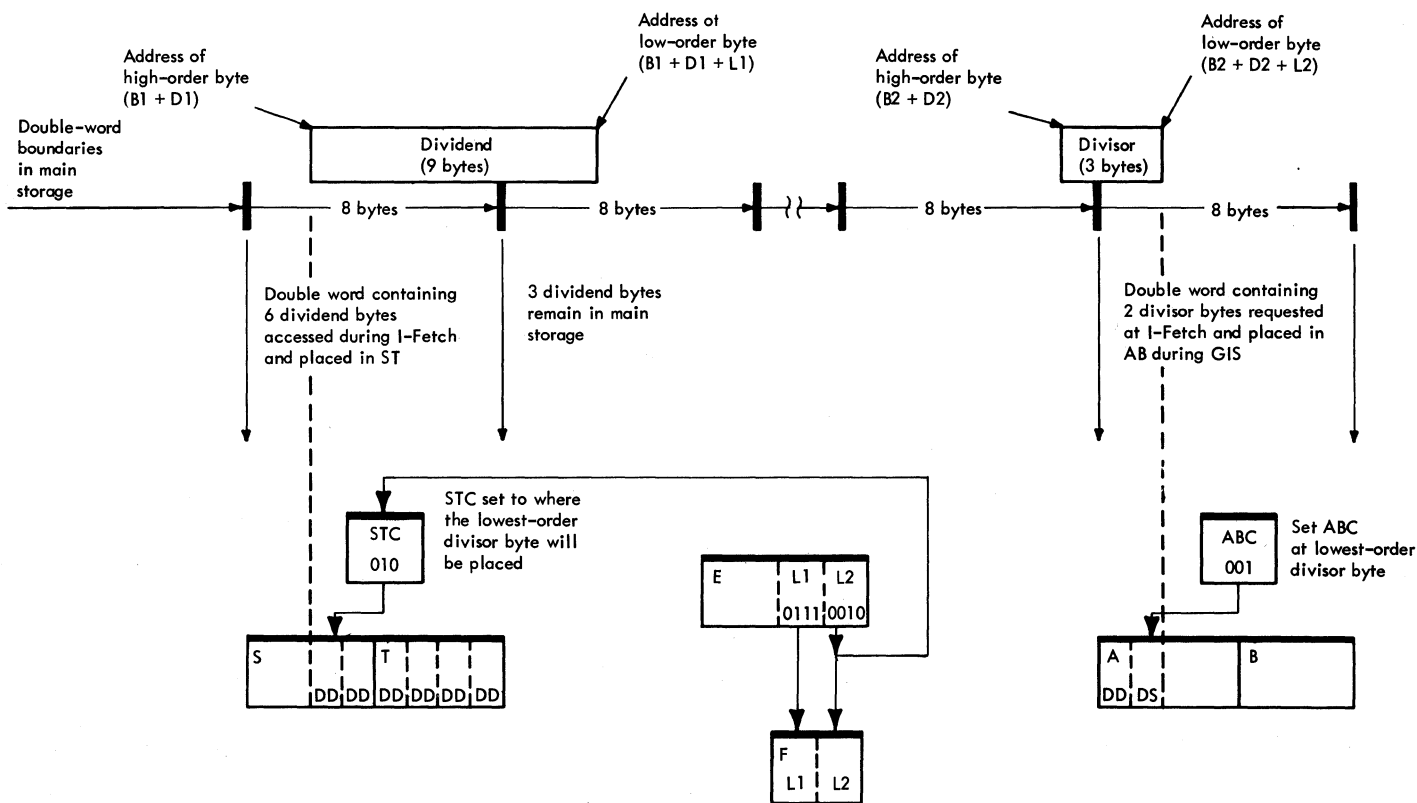 Address of
high-order byte
(B1 + D1)
Address of
low-order byte
(B1 + D1 + L1)
Address of
high-order byte
(B2 + D2)
Address of
low-order byte
(B2 + D2 + L2)
Double-word
boundaries
in main
storage
Dividend
(9 bytes)
Divisor
(3 bytes)
8 bytes
8 bytes
8 bytes
8 bytes
Double word containing
6 dividend bytes
accessed during I-Fetch
and placed in ST
3 dividend bytes
remain in main
storage
Double word containing
2 divisor bytes requested
at I-Fetch and placed in
AB during GIS
STC
010
STC set to where
the lowest-order
divisor byte will
be placed
E L1 L2
0111 0010
ABC
001
Set ABC
at lowest-order
divisor byte
S T
DD DD DD DD DD DD
A B
DD DS
F
L1 L2